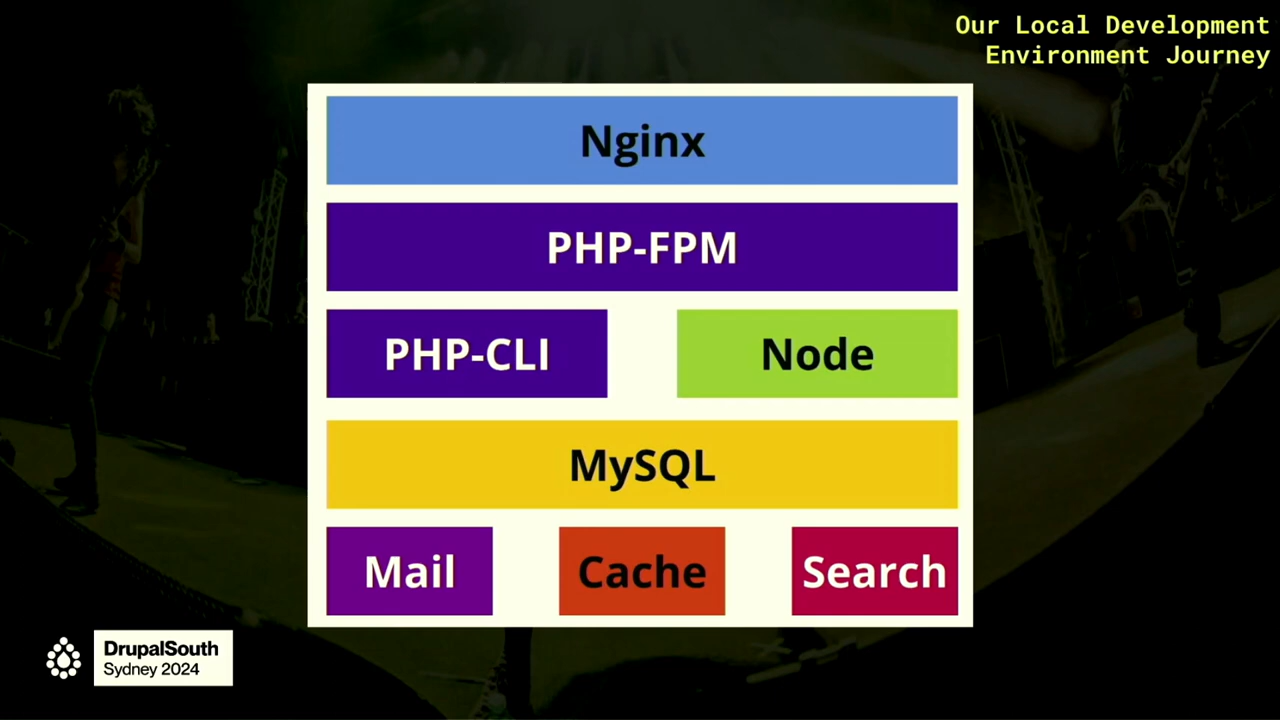 Our Local Development
Environment Journey
Nginx
PHP-FPM
PHP-CLI
Node
MySQL
Mail
Cache
Search
DrupalSouth
Sydney 2024